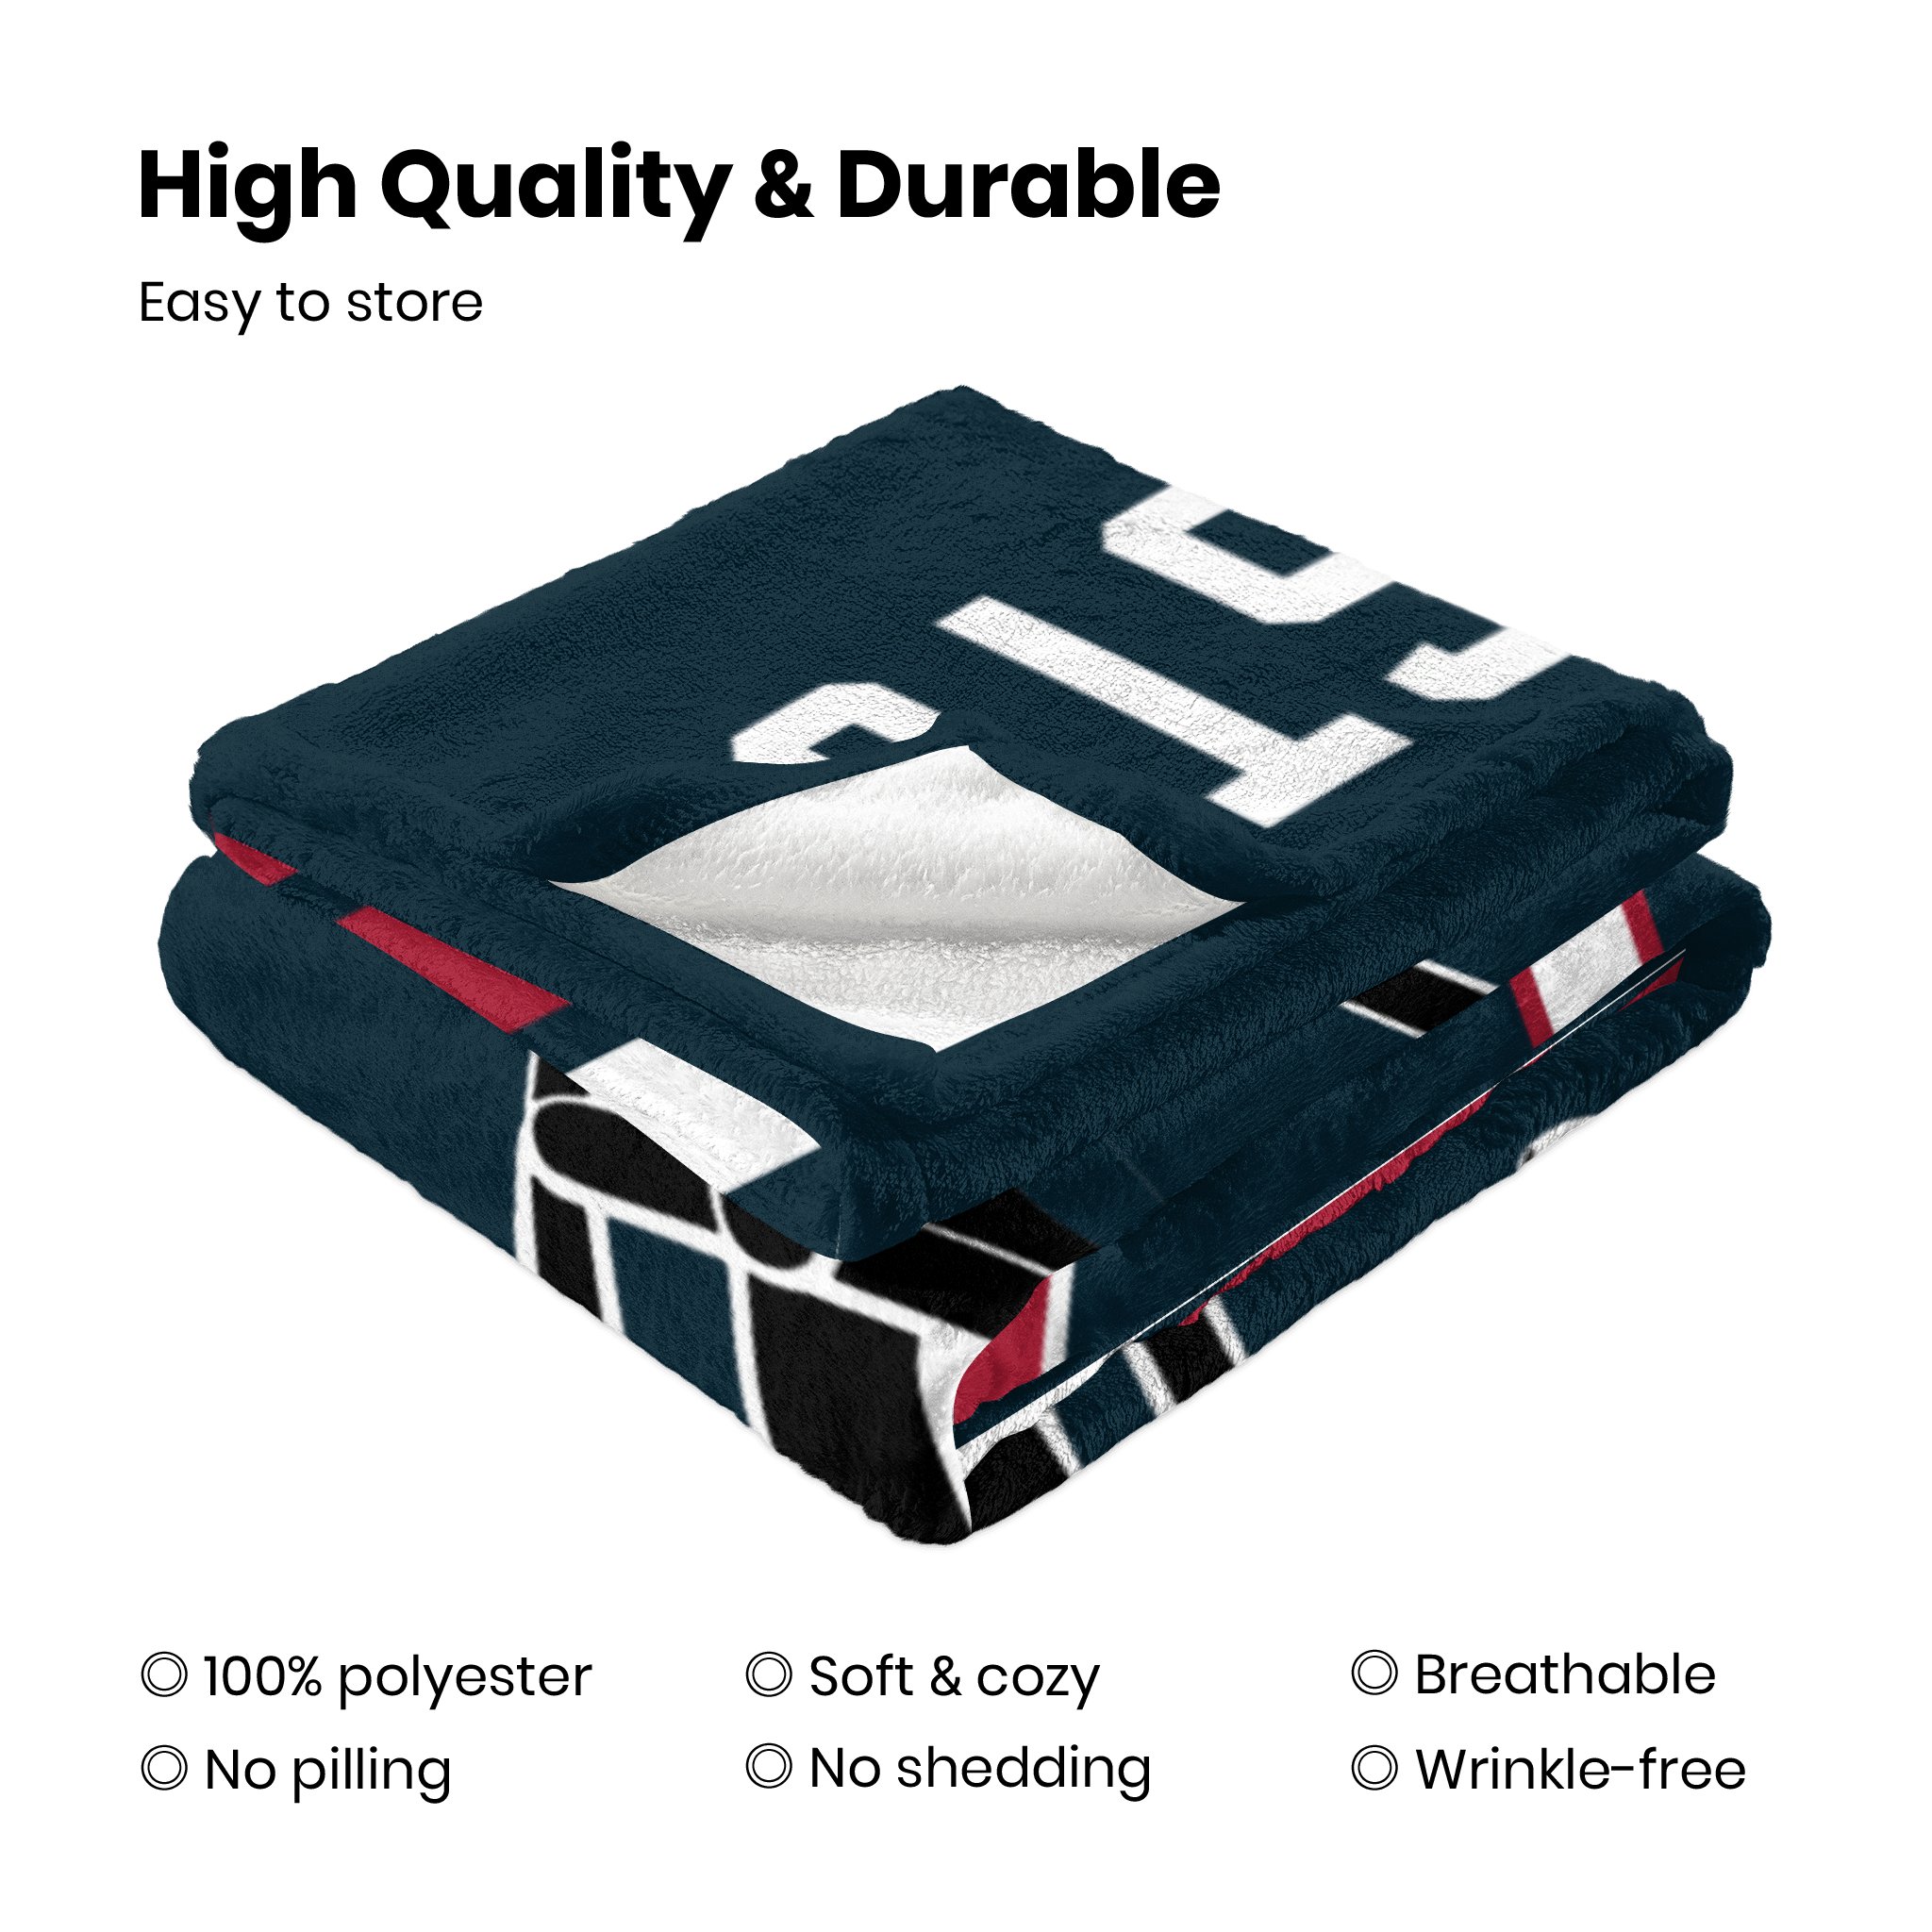 High Quality & Durable
Easy to store
100% polyester
Soft & cozy
Breathable
No pilling
No shedding
Wrinkle-free